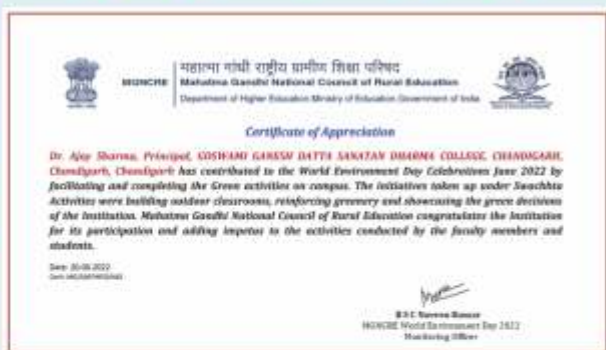 महात्मा गांधी राष्ट्रीय ग्रामीण शिक्षा परिषद
MGNCRE Mahatma Gandhi National Council of Rural Education
Department of Higher Education Ministry of Education Government of India
Certificate of Appreciation
Dr. Ajay Sharma, Principal, GOSWAMI GANESH DATTA SANATAN DHARMA COLLEGE, CHANDIGARH,
Chandigarh, Chandigarh has contributed to the World Environment Day Celebrations June 2022 by
facilitating and completing the Green activities on campus. The initiatives taken up under Swachhta
Activities were building outdoor classrooms, reinforcing greenery and showcasing the green decisions
of the Institution. Mahatma Gandhi National Council of Rural Education congratulates the Institution
for its participation and adding impetus to the activities conducted by the faculty members and
students.
Date: 20-06-2022
MGNCRE World Environment Day 2022
Monitoring Officer